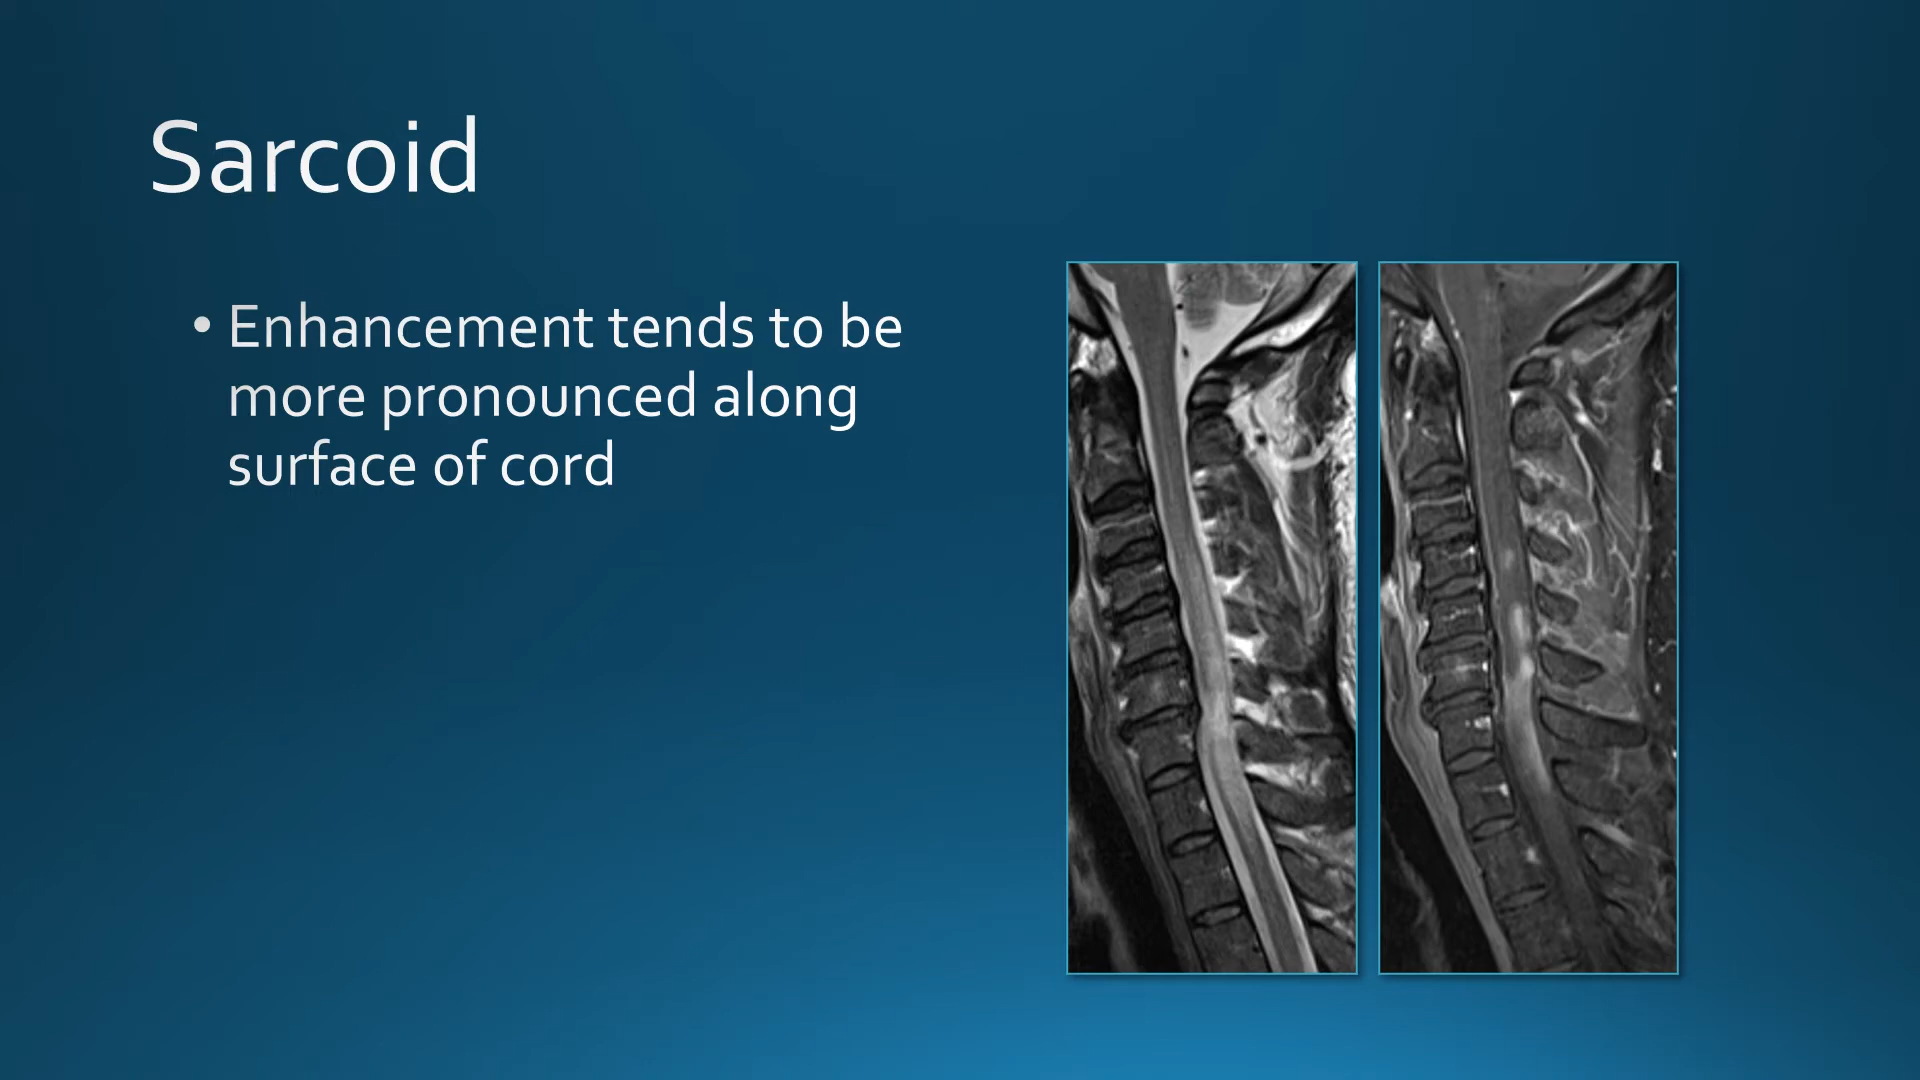 Sarcoid
• Enhancement tends to be
more pronounced along
surface of cord